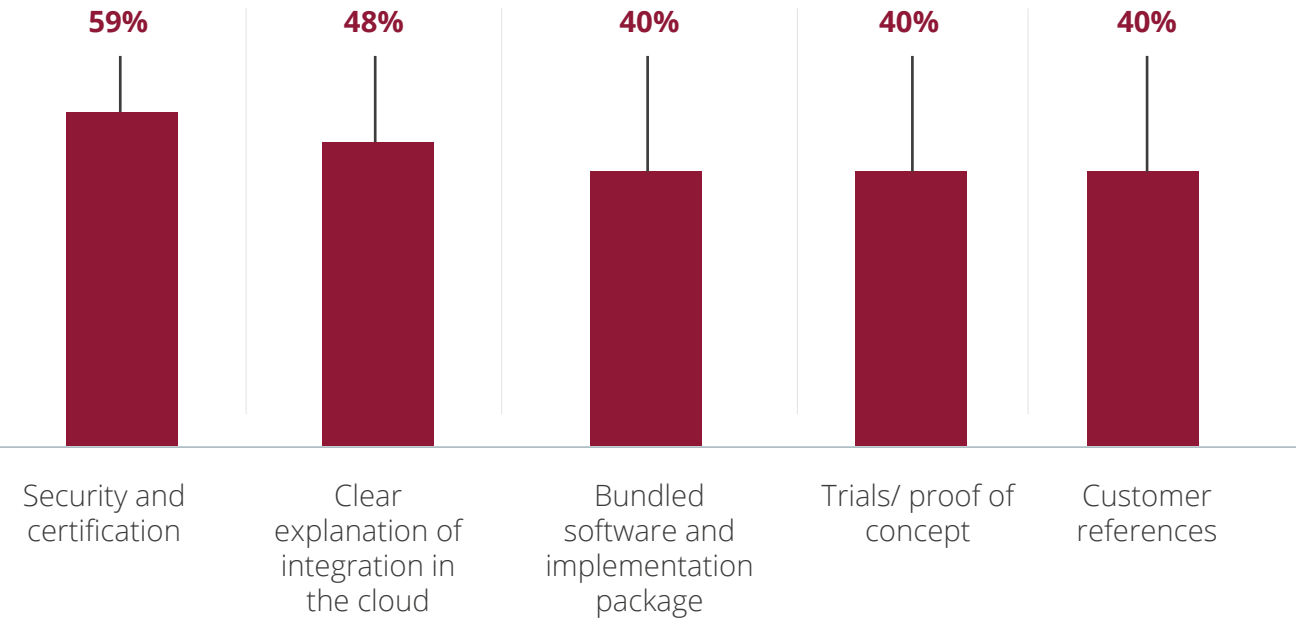 59%
48%
40%
40%
40%
Security and
certification
Clear
explanation of
integration in
the cloud
Bundled
software and
implementation
package
Trials/ proof of
concept
Customer
references